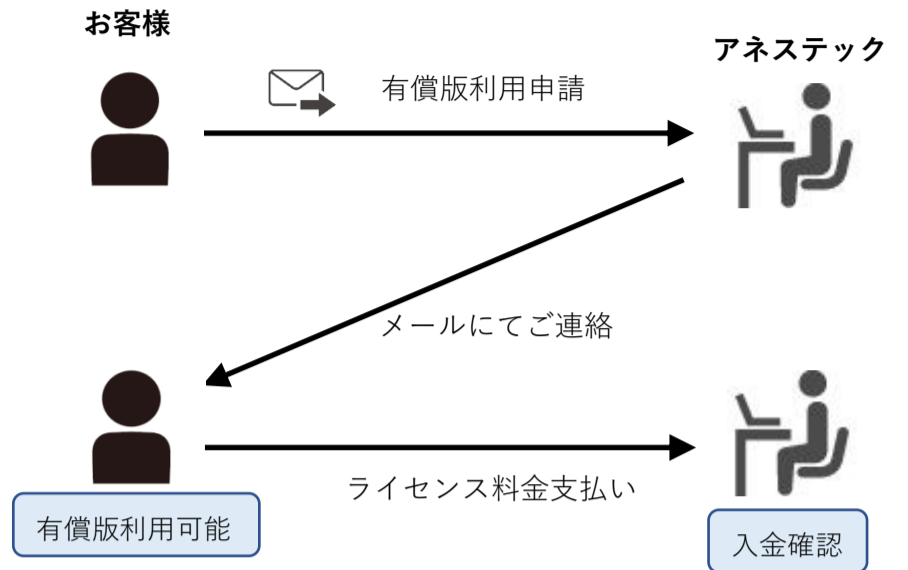 お客様
アネステック
有償版利用申請
メールにてご連絡
ライセンス料金支払い
有償版利用可能
入金確認